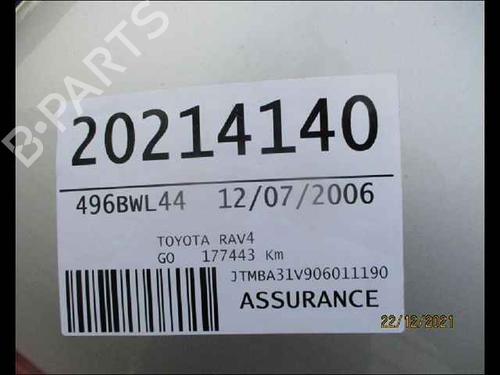 B-PARTS
20214140
496BWL44 12/07/2006
TOYOTA RAV4
GO 177443 Km
JTMBA31V906011190
ASSURANCE
22/12/2021